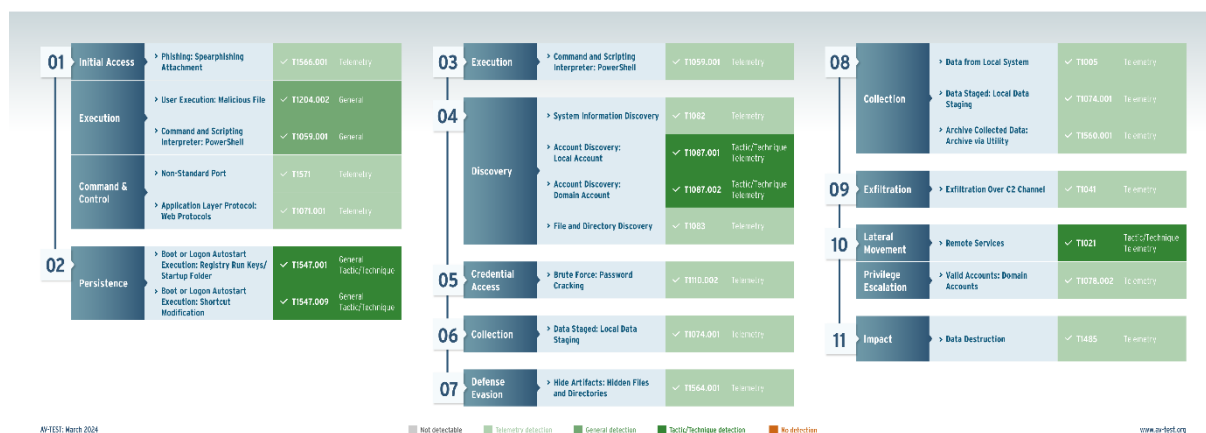 01
Initial Access
> Phishing: Spearphishing
Attachment
✓ T1566.001 Telemetry
Execution
> User Execution: Malicious File
✓ T1204.002 General
> Command and Scripting
Interpreter: PowerShell
✓ T1059.001 General
Command &
Control
> Non-Standard Port
✓ T1571 Telemetry
> Application Layer Protocol:
Web Protocols
✓ T1071.001 Telemetry
02
Persistence
> Boot or Logon Autostart
Execution: Registry Run Keys/
Startup Folder
✓ T1547.001 General
Tactic/Technique
> Boot or Logon Autostart
Execution: Shortcut
Modification
✓ T1547.009 General
Tactic/Technique
03
Execution
> Command and Scripting
Interpreter: PowerShell
✓ T1059.001 Telemetry
04
Discovery
> System Information Discovery
✓ T1082 Telemetry
> Account Discovery:
Local Account
✓ T1087.001 Tactic/Technique
Telemetry
> Account Discovery:
Domain Account
✓ T1087.002 Tactic/Technique
Telemetry
> File and Directory Discovery
✓ T1083 Telemetry
05
Credential
Access
> Brute Force: Password
Cracking
✓ T1110.002 Telemetry
06
Collection
> Data Staged: Local Data
Staging
✓ T1074.001 Telemetry
07
Defense
Evasion
> Hide Artifacts: Hidden Files
and Directories
✓ T1564.001 Telemetry
08
Collection
> Data from Local System
✓ T1005 Telemetry
> Data Staged: Local Data
Staging
✓ T1074.001 Telemetry
> Archive Collected Data:
Archive via Utility
✓ T1560.001 Telemetry
09
Exfiltration
> Exfiltration Over C2 Channel
✓ T1041 Telemetry
10
Lateral
Movement
> Remote Services
✓ T1021 Tactic/Technique
Telemetry
Privilege
Escalation
> Valid Accounts: Domain
Accounts
✓ T1078.002 Telemetry
11
Impact
> Data Destruction
✓ T1485 Telemetry
AV-TEST: March 2024
Not detectable
Telemetry detection
General detection
Tactic/Technique detection
No detection
www.av-test.org